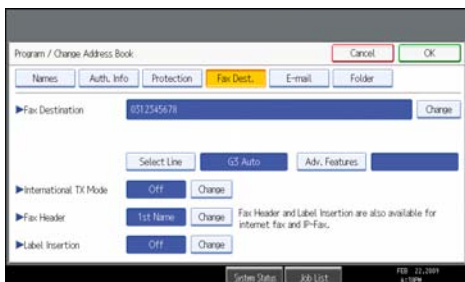 Program / Change Address Book Cancel OK
Names Auth. Info Protection Fax Dest. E-mail Folder
▶Fax Destination 0312345678 Change
Select Line G3 Auto Adv. Features
▶International TX Mode Off Change
▶Fax Header 1st Name Change Fax Header and Label Insertion are also available for
internet fax and IP-Fax.
▶Label Insertion Off Change
System Status Job List FEB 22,2009